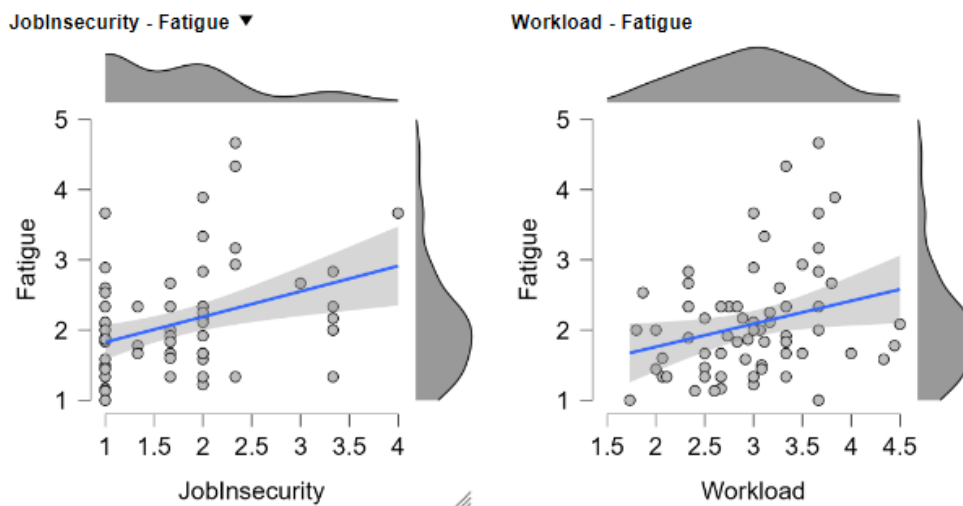 JobInsecurity - Fatigue ▼
5
4
3
2
1
Fatigue
1 1.5 2 2.5 3 3.5 4
JobInsecurity
Workload - Fatigue
5
4
3
2
1
Fatigue
1.5 2 2.5 3 3.5 4 4.5
Workload